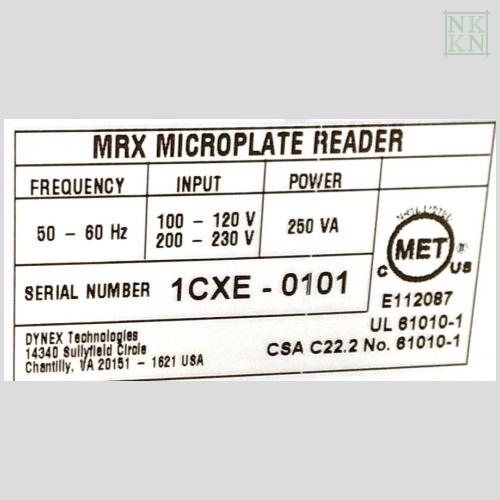 NK
KN
MRX MICROPLATE READER
FREQUENCY INPUT POWER
50 – 60 Hz
100 – 120 V
200 – 230 V
250 VA
SERIAL NUMBER 1CXE - 0101
MET
C US
E112087
UL 61010-1
CSA C22.2 No. 61010-1
DYNEX Technologies
14340 Sullyfield Circle
Chantilly, VA 20151 – 1621 USA